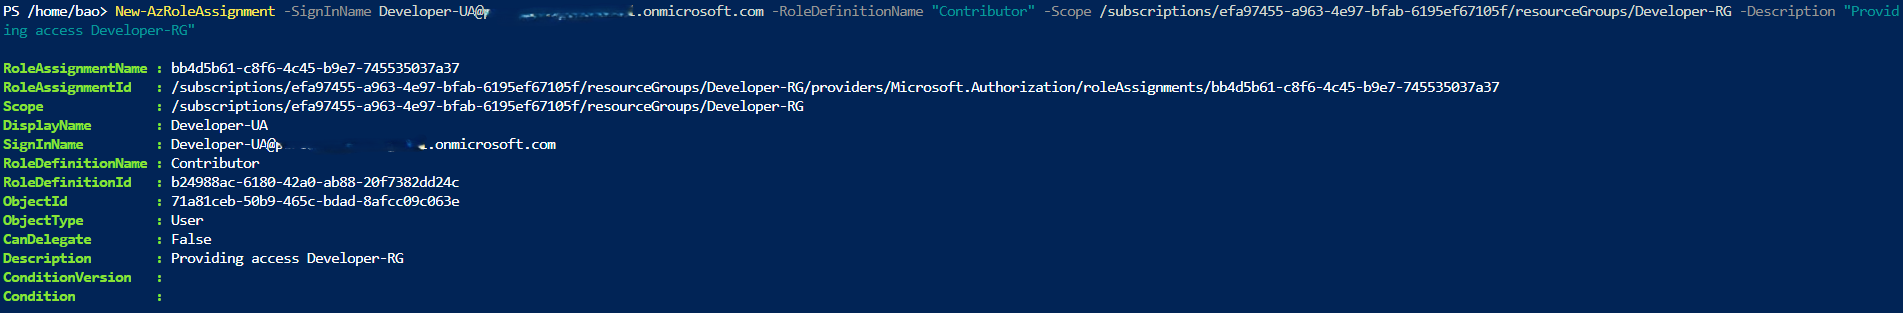 PS /home/bao> New-AzRoleAssignment -SignInName Developer-UA@ .onmicrosoft.com -RoleDefinitionName "Contributor" -Scope /subscriptions/efa97455-a963-4e97-bfab-6195ef67105f/resourceGroups/Developer-RG -Description "Provid
ing access Developer-RG"
RoleAssignmentName : bb4d5b61-c8f6-4c45-b9e7-745535037a37
RoleAssignmentId   : /subscriptions/efa97455-a963-4e97-bfab-6195ef67105f/resourceGroups/Developer-RG/providers/Microsoft.Authorization/roleAssignments/bb4d5b61-c8f6-4c45-b9e7-745535037a37
Scope              : /subscriptions/efa97455-a963-4e97-bfab-6195ef67105f/resourceGroups/Developer-RG
DisplayName        : Developer-UA
SignInName         : Developer-UA@ .onmicrosoft.com
RoleDefinitionName : Contributor
RoleDefinitionId   : b24988ac-6180-42a0-ab88-20f7382dd24c
ObjectId           : 71a81ceb-50b9-465c-bdad-8afcc09c063e
ObjectType         : User
CanDelegate        : False
Description        : Providing access Developer-RG
ConditionVersion   :
Condition          :